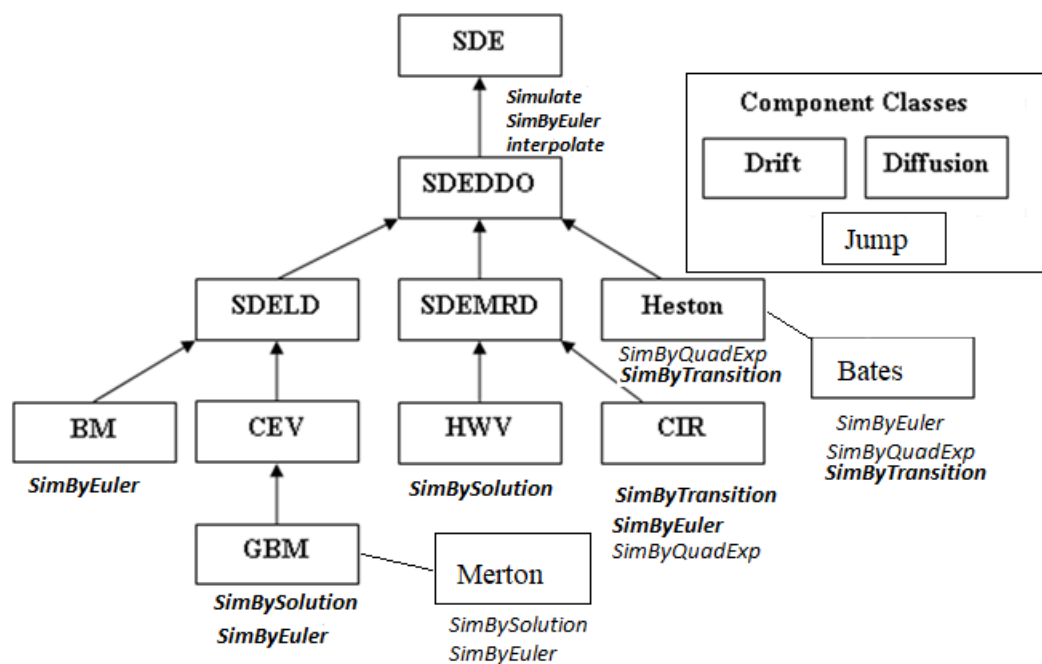 SDE
Simulate
SimByEuler
interpolate
Component Classes
Drift
Diffusion
Jump
SDEDDO
SDELD
SDEMRD
Heston
SimByQuadExp
SimByTransition
Bates
SimByEuler
SimByQuadExp
SimByTransition
BM
SimByEuler
CEV
HWV
SimBySolution
CIR
SimByTransition
SimByEuler
SimByQuadExp
GBM
SimBySolution
SimByEuler
Merton
SimBySolution
SimByEuler